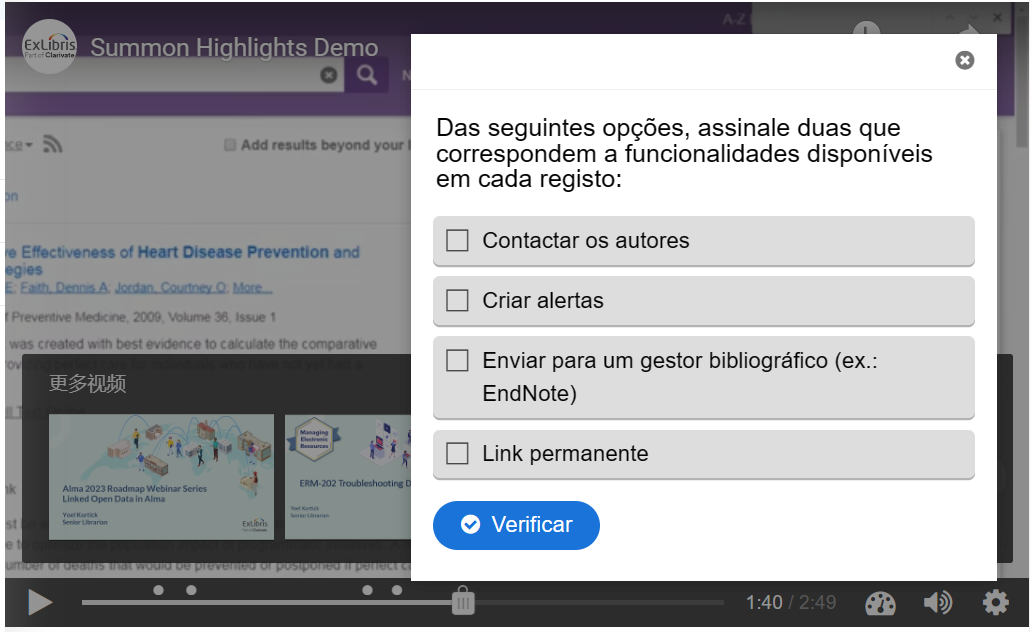 A-Z
ExLibris
Part of Clarivate
Summon Highlights Demo
Add results beyond your
Effectiveness of Heart Disease Prevention and
egies
E; Faith, Dennis A; Jordan, Courtney O; More...
Preventive Medicine, 2009, Volume 36, Issue 1
was created with best evidence to calculate the comparative
更多视频
Alma 2023 Roadmap Webinar Series
Linked Open Data in Alma
Yoel Kortick
Senior Librarian
ExLibris
Managing
Electronic
Resources
ERM-202 Troubleshooting D
Yoel Kortick
Senior Librarian
umber of deaths that would be prevented or postponed if perfect c
Das seguintes opções, assinale duas que
correspondem a funcionalidades disponíveis
em cada registo:
Contactar os autores
Criar alertas
Enviar para um gestor bibliográfico (ex.:
EndNote)
Link permanente
Verificar
1:40 / 2:49